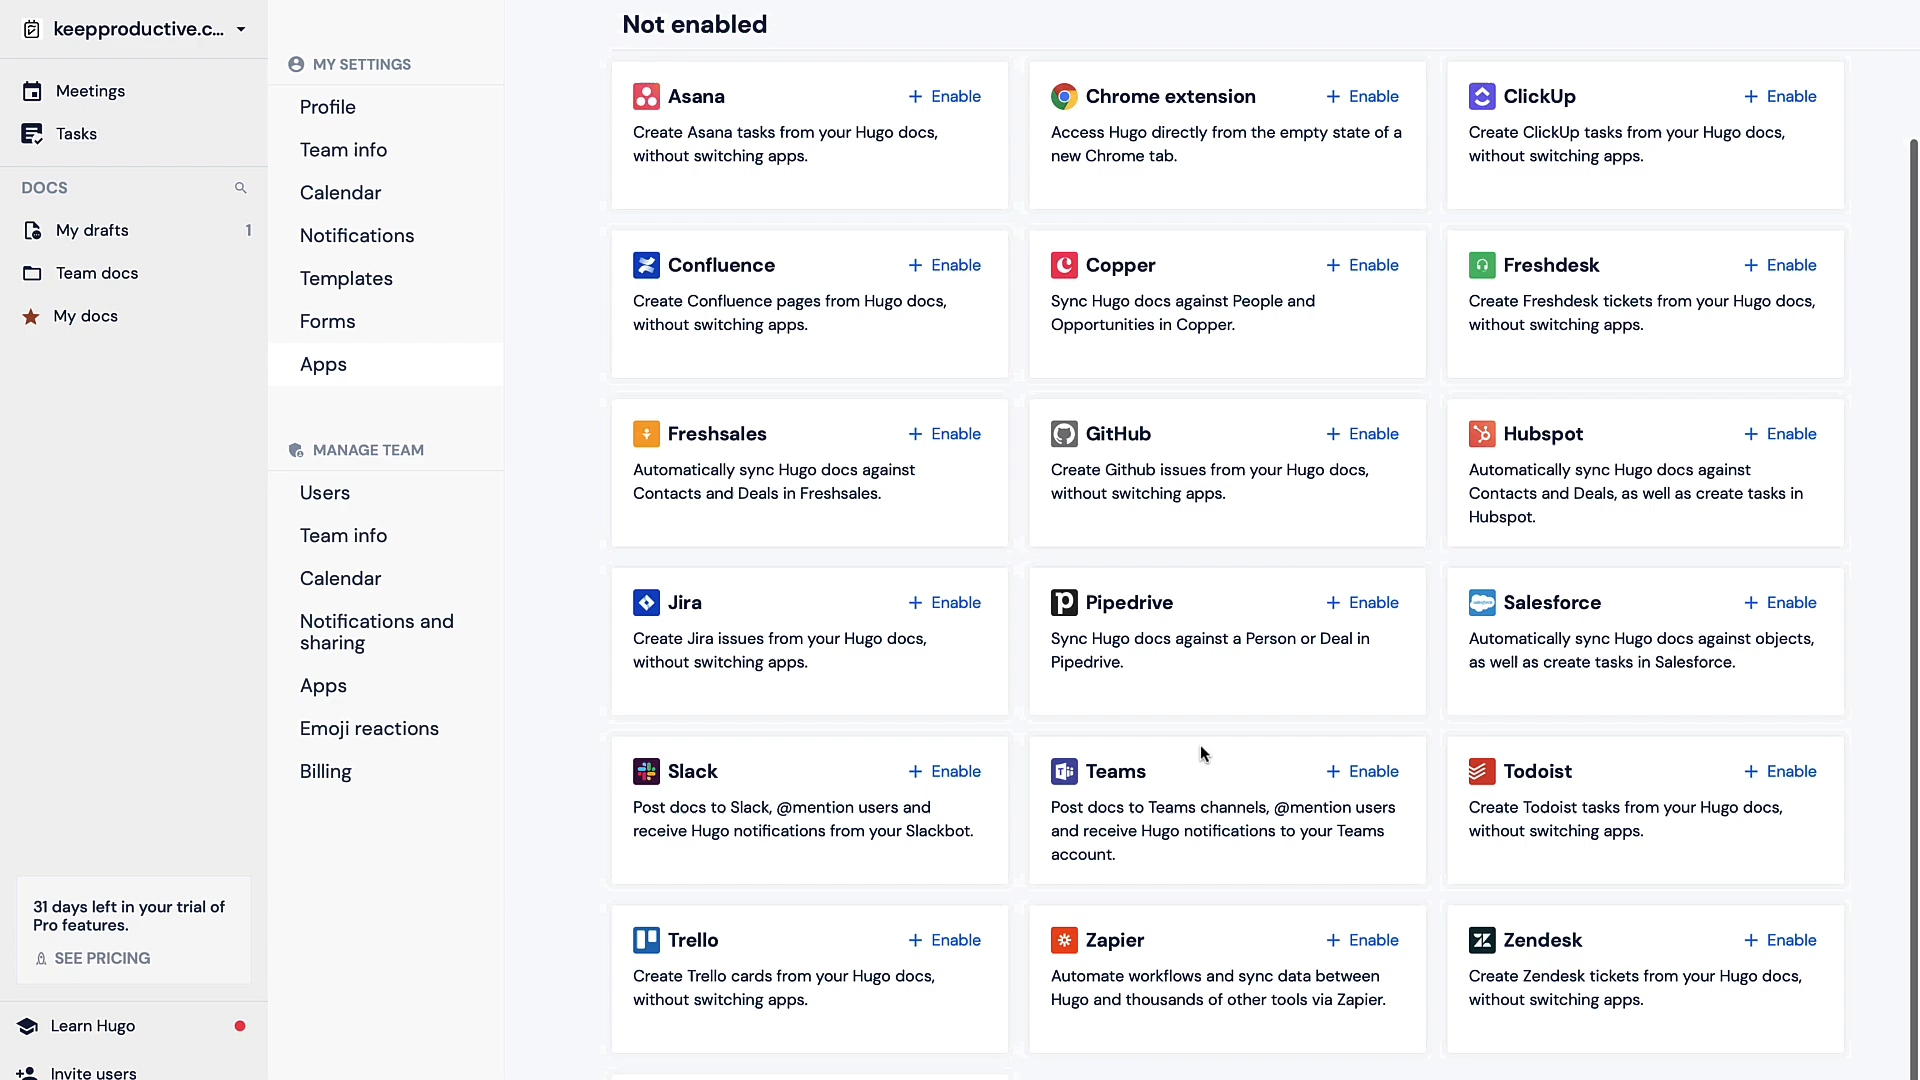 keepproductive.c...
Meetings
Tasks
DOCS
My drafts 1
Team docs
My docs
31 days left in your trial of
Pro features.
SEE PRICING
Learn Hugo
Invite users
MY SETTINGS
Profile
Team info
Calendar
Notifications
Templates
Forms
Apps
MANAGE TEAM
Users
Team info
Calendar
Notifications and
sharing
Apps
Emoji reactions
Billing
Not enabled
Asana
+ Enable
Create Asana tasks from your Hugo docs,
without switching apps.
Chrome extension
+ Enable
Access Hugo directly from the empty state of a
new Chrome tab.
ClickUp
+ Enable
Create ClickUp tasks from your Hugo docs,
without switching apps.
Confluence
+ Enable
Create Confluence pages from Hugo docs,
without switching apps.
Copper
+ Enable
Sync Hugo docs against People and
Opportunities in Copper.
Freshdesk
+ Enable
Create Freshdesk tickets from your Hugo docs,
without switching apps.
Freshsales
+ Enable
Automatically sync Hugo docs against
Contacts and Deals in Freshsales.
GitHub
+ Enable
Create Github issues from your Hugo docs,
without switching apps.
Hubspot
+ Enable
Automatically sync Hugo docs against
Contacts and Deals, as well as create tasks in
Hubspot.
Jira
+ Enable
Create Jira issues from your Hugo docs,
without switching apps.
Pipedrive
+ Enable
Sync Hugo docs against a Person or Deal in
Pipedrive.
Salesforce
+ Enable
Automatically sync Hugo docs against objects,
as well as create tasks in Salesforce.
Slack
+ Enable
Post docs to Slack, @mention users and
receive Hugo notifications from your Slackbot.
Teams
+ Enable
Post docs to Teams channels, @mention users
and receive Hugo notifications to your Teams
account.
Todoist
+ Enable
Create Todoist tasks from your Hugo docs,
without switching apps.
Trello
+ Enable
Create Trello cards from your Hugo docs,
without switching apps.
Zapier
+ Enable
Automate workflows and sync data between
Hugo and thousands of other tools via Zapier.
Zendesk
+ Enable
Create Zendesk tickets from your Hugo docs,
without switching apps.